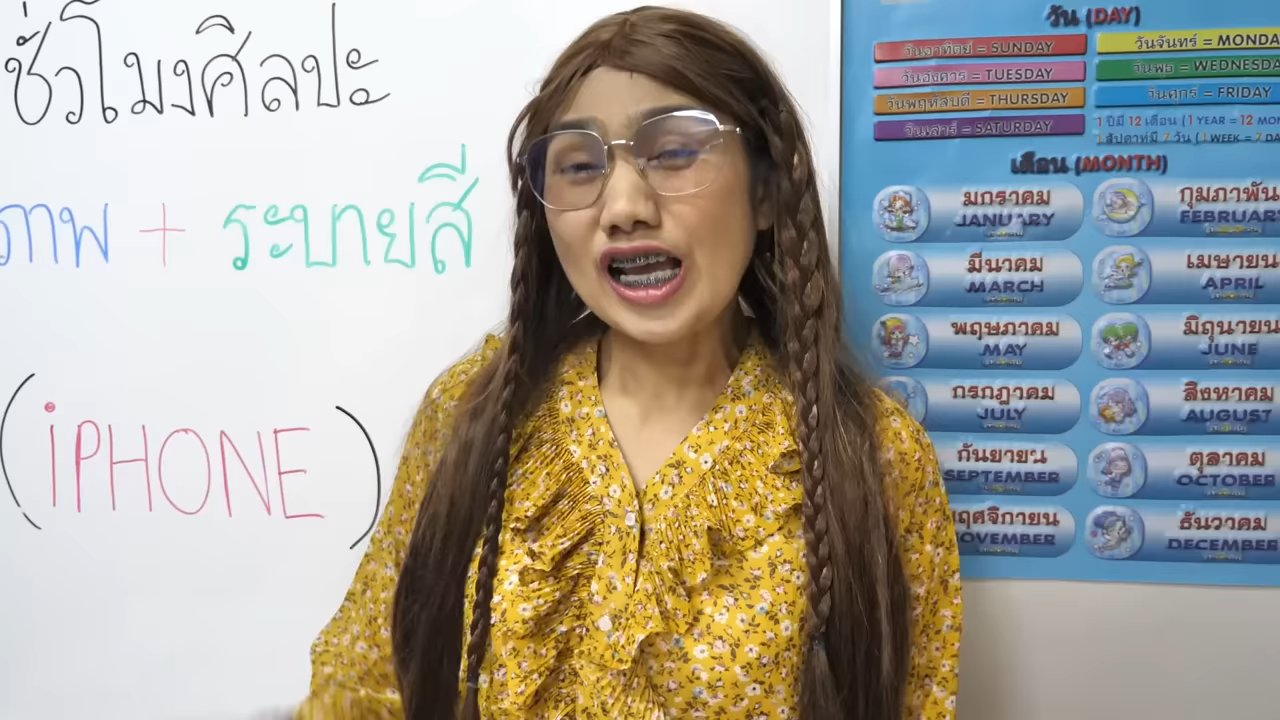 ชั่วโมงศิลปะ
ภาพ + ระบายสี
(iPHONE)
วัน (DAY)
วันอาทิตย์ = SUNDAY
วันจันทร์ = MONDA
วันอังคาร = TUESDAY
วันพุธ = WEDNESDA
วันพฤหัสบดี = THURSDAY
วันศุกร์ = FRIDAY
วันเสาร์ = SATURDAY
1 ปีมี 12 เดือน (1 YEAR = 12 MON
1 สัปดาห์มี 7 วัน (1 WEEK = 7 DA
เดือน (MONTH)
มกราคม
JANUARY
กุมภาพัน
FEBRUAR
มีนาคม
MARCH
เมษายน
APRIL
พฤษภาคม
MAY
มิถุนายน
JUNE
กรกฎาคม
JULY
สิงหาคม
AUGUST
กันยายน
SEPTEMBER
ตุลาคม
OCTOBER
พฤศจิกายน
NOVEMBER
ธันวาคม
DECEMBER